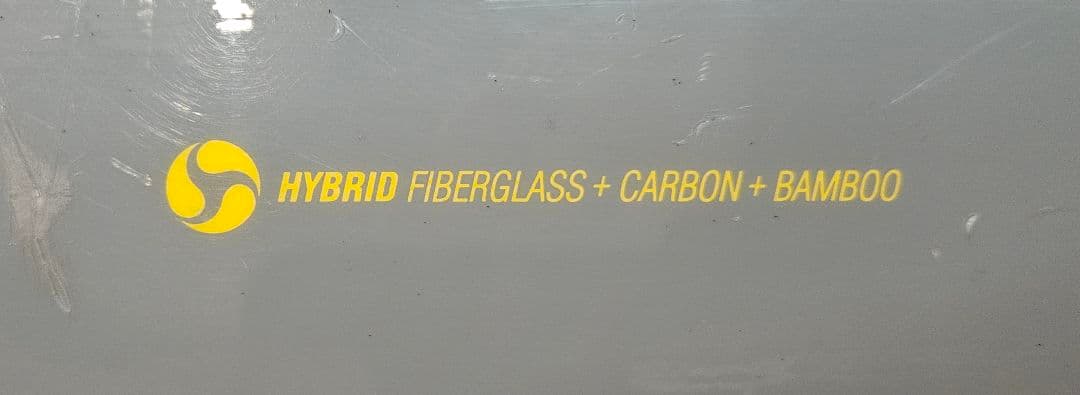 HYBRID FIBERGLASS + CARBON + BAMBOO